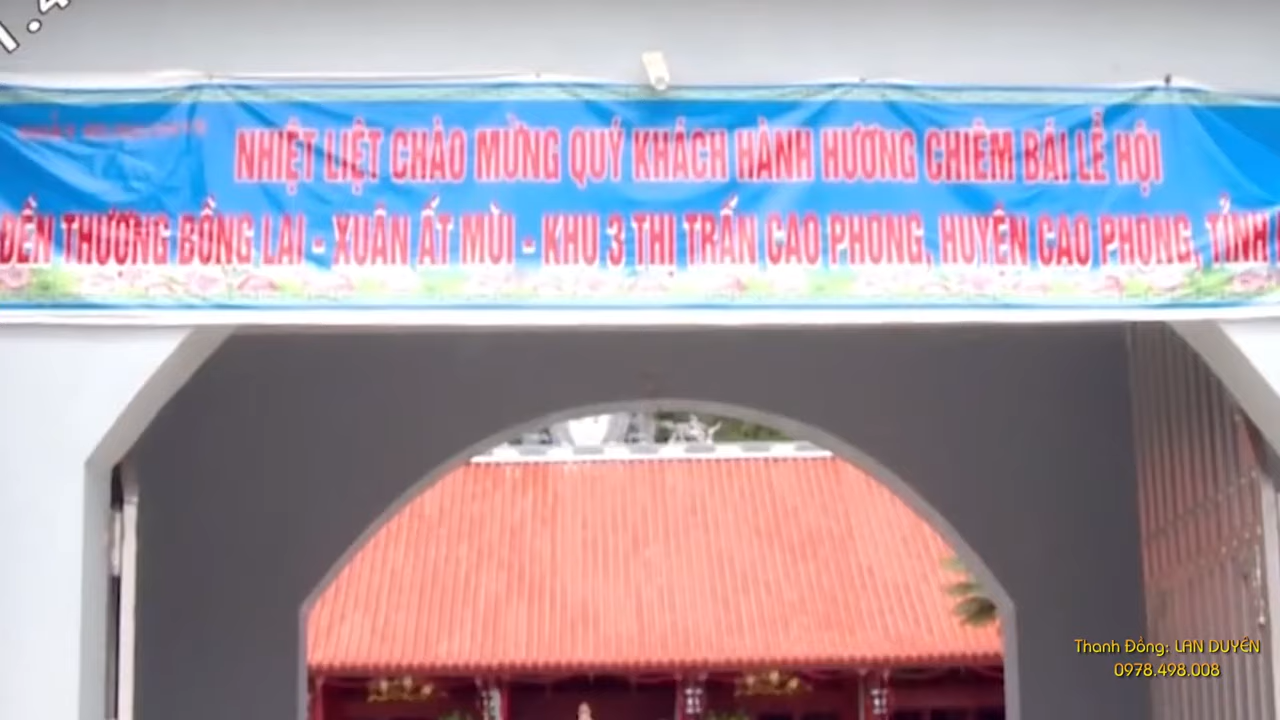 NHIỆT LIỆT CHÀO MỪNG QUÝ KHÁCH HÀNH HƯƠNG CHIÊM BÁI LỄ HỘI
ĐỀN THƯỢNG BỒNG LAI - XUÂN ẤT MÙI - KHU 3 THỊ TRẤN CAO PHONG, HUYỆN CAO PHONG, TỈNH
Thanh Đồng: LAN DUYÊN
0978.498.008